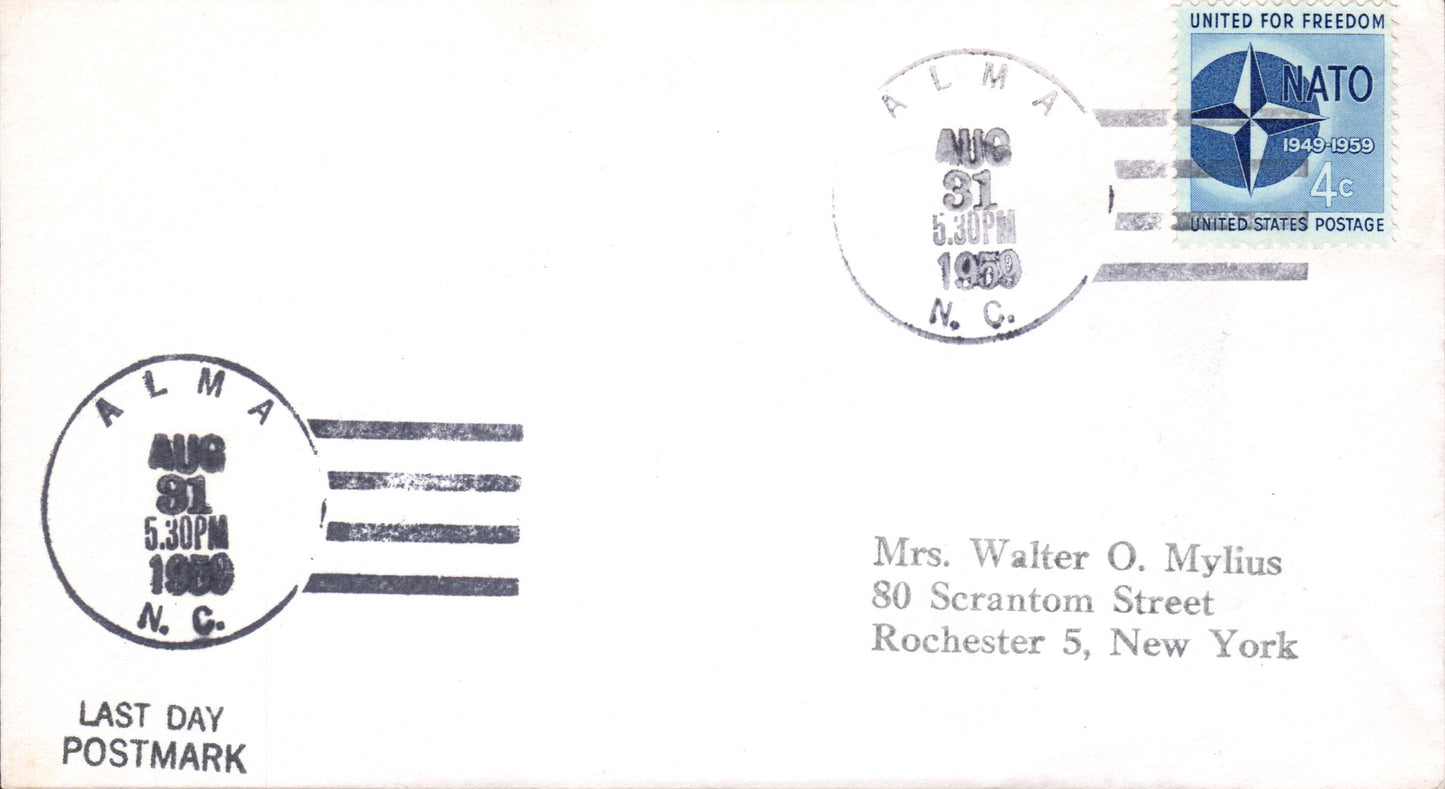 UNITED FOR FREEDOM
NATO
1949-1959
4c
UNITED STATES POSTAGE
ALMA
AUG
31
5.30PM
1959
N. C.
ALMA
AUG
31
5.30PM
1959
N. C.
Mrs. Walter O. Mylius
80 Scrantom Street
Rochester 5, New York
LAST DAY
POSTMARK